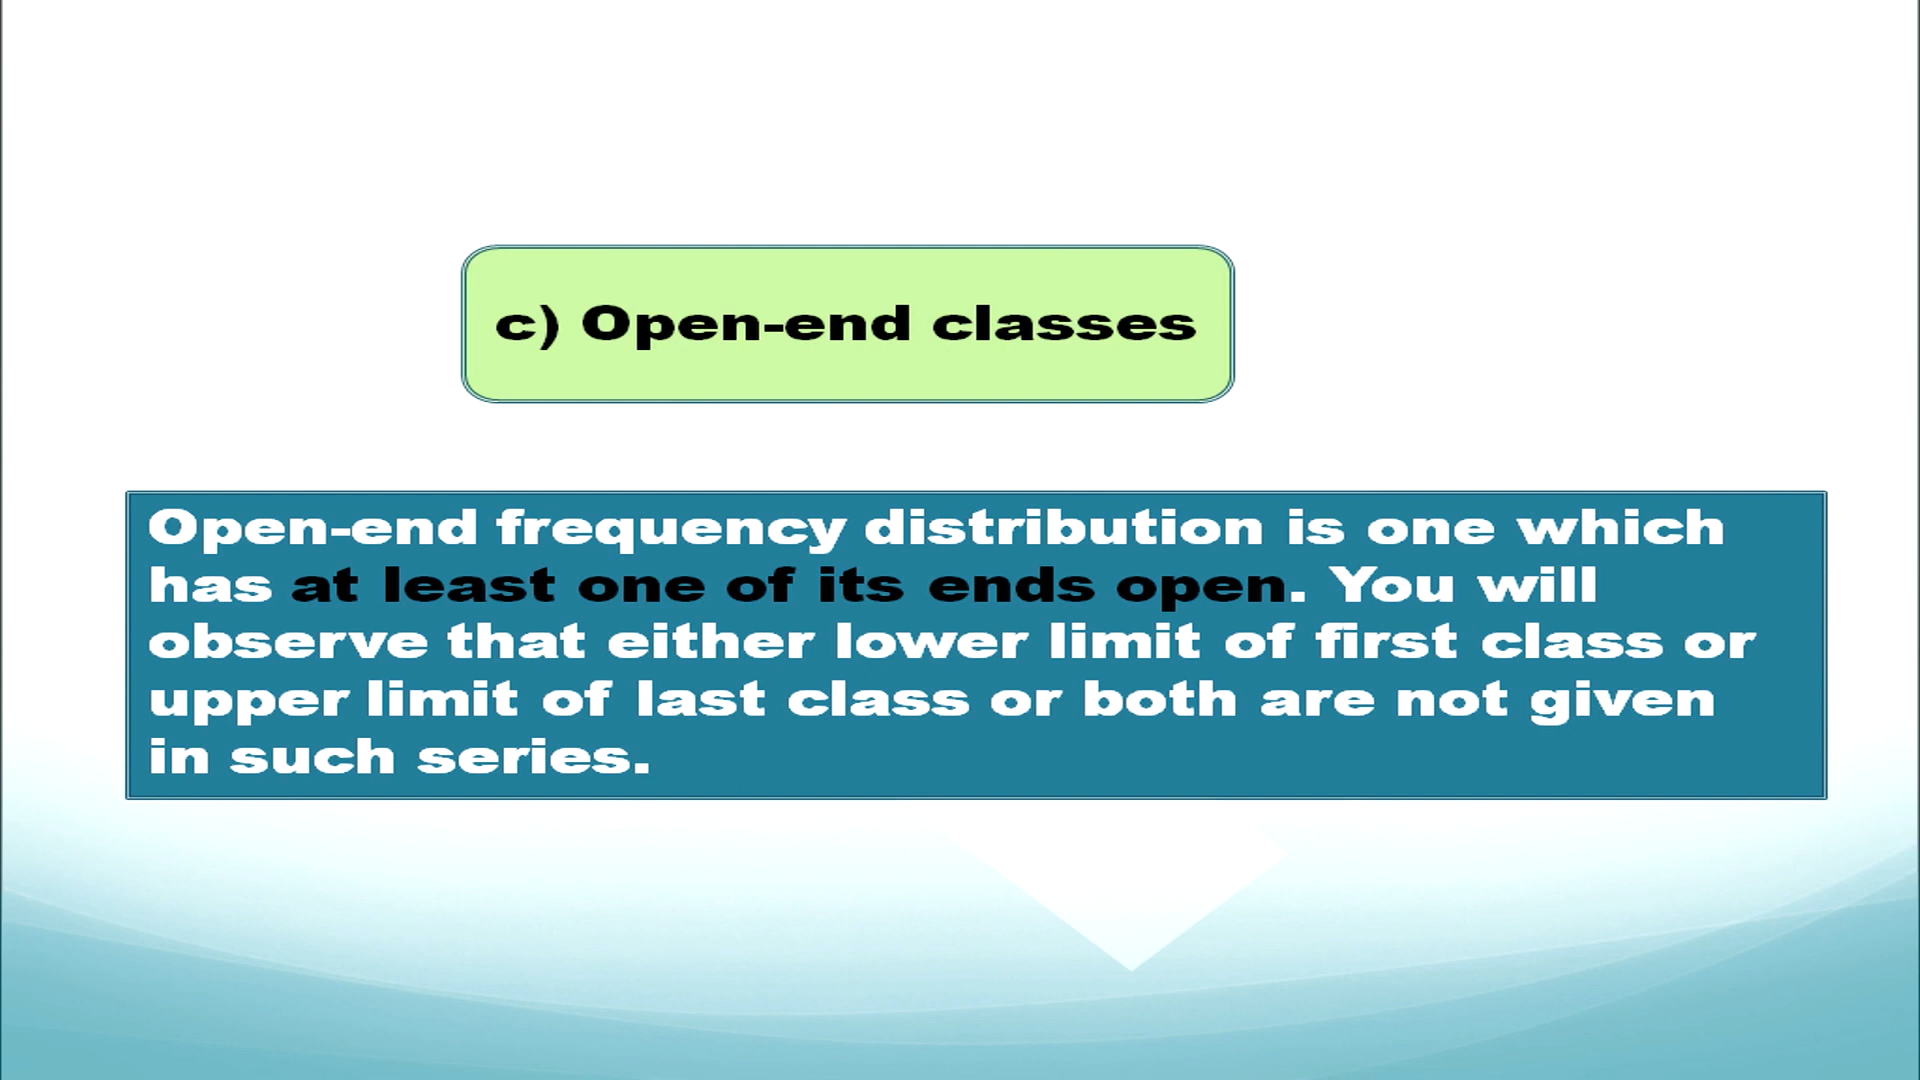 c) Open-end classes
Open-end frequency distribution is one which
has at least one of its ends open. You will
observe that either lower limit of first class or
upper limit of last class or both are not given
in such series.